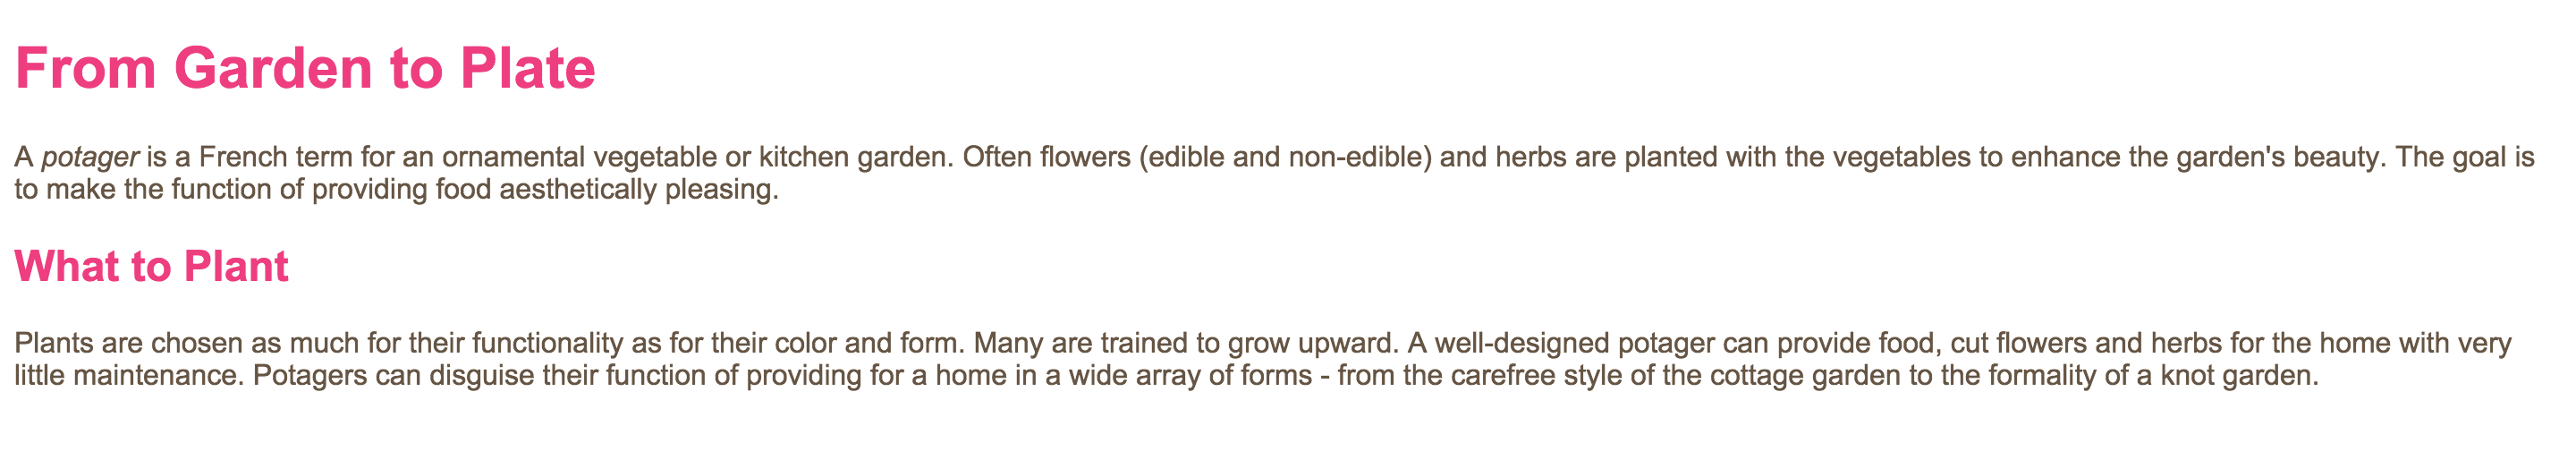 From Garden to Plate
A potager is a French term for an ornamental vegetable or kitchen garden. Often flowers (edible and non-edible) and herbs are planted with the vegetables to enhance the garden's beauty. The goal is
to make the function of providing food aesthetically pleasing.
What to Plant
Plants are chosen as much for their functionality as for their color and form. Many are trained to grow upward. A well-designed potager can provide food, cut flowers and herbs for the home with very
little maintenance. Potagers can disguise their function of providing for a home in a wide array of forms - from the carefree style of the cottage garden to the formality of a knot garden.